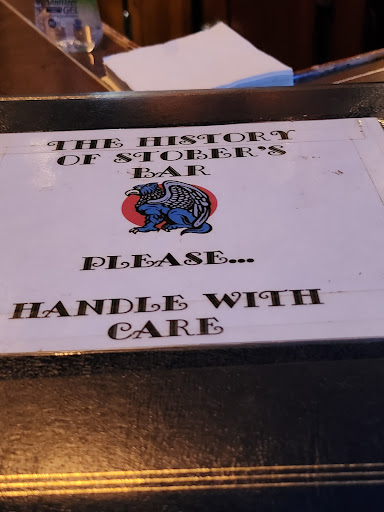 THE HISTORY
OF STOBER'S
BAR
PLEASE...
HANDLE WITH
CARE